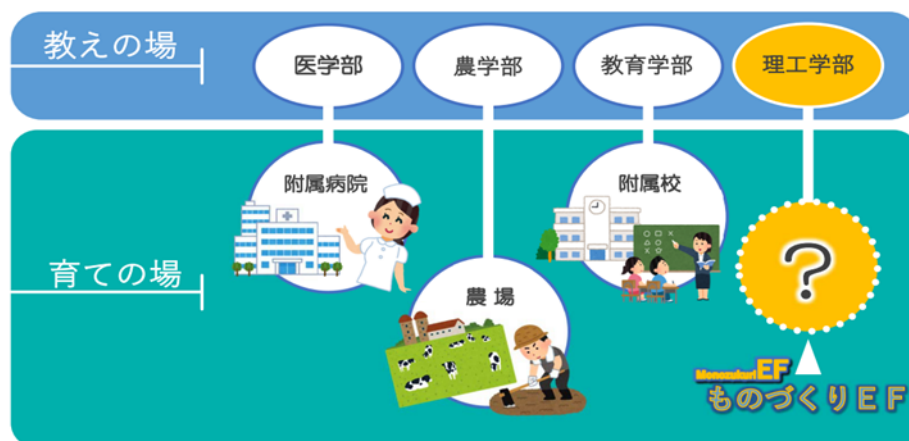 教えの場
医学部
農学部
教育学部
理工学部
育ての場
附属病院
農場
附属校
?
MonozukuriEF
ものづくりEF